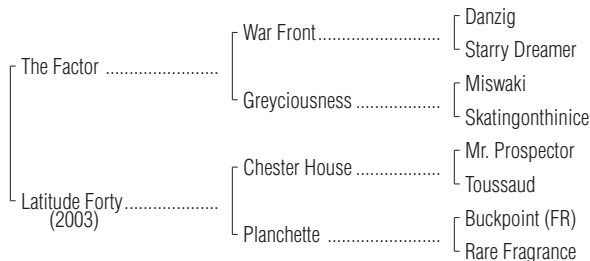 Danzig
War Front
Starry Dreamer
The Factor
Miswaki
Greyciousness
Skatingonthinice
Mr. Prospector
Chester House
Toussaud
Latitude Forty
(2003)
Buckpoint (FR)
Planchette
Rare Fragrance